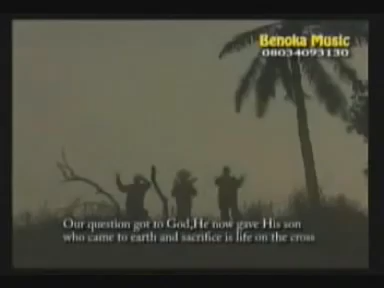 Benoka Music
08034093130
Our question got to God,He now gave His son
who came to earth and sacrifice is life on the cross